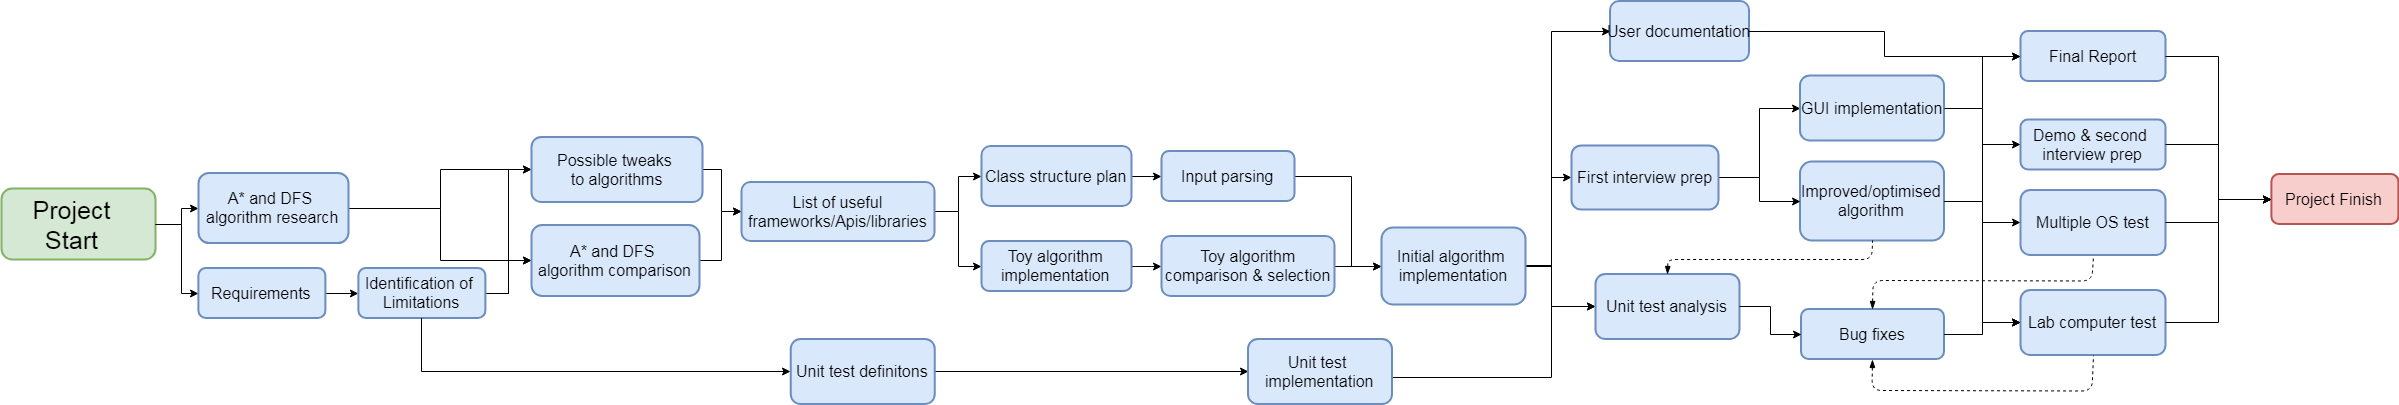 Project
Start
A* and DFS
algorithm research
Requirements
Identification of
Limitations
Possible tweaks
to algorithms
A* and DFS
algorithm comparison
List of useful
frameworks/Apis/libraries
Class structure plan
Input parsing
Toy algorithm
implementation
Toy algorithm
comparison & selection
Initial algorithm
implementation
Unit test definitons
Unit test
implementation
User documentation
First interview prep
GUI implementation
Improved/optimised
algorithm
Unit test analysis
Bug fixes
Final Report
Demo & second
interview prep
Multiple OS test
Lab computer test
Project Finish